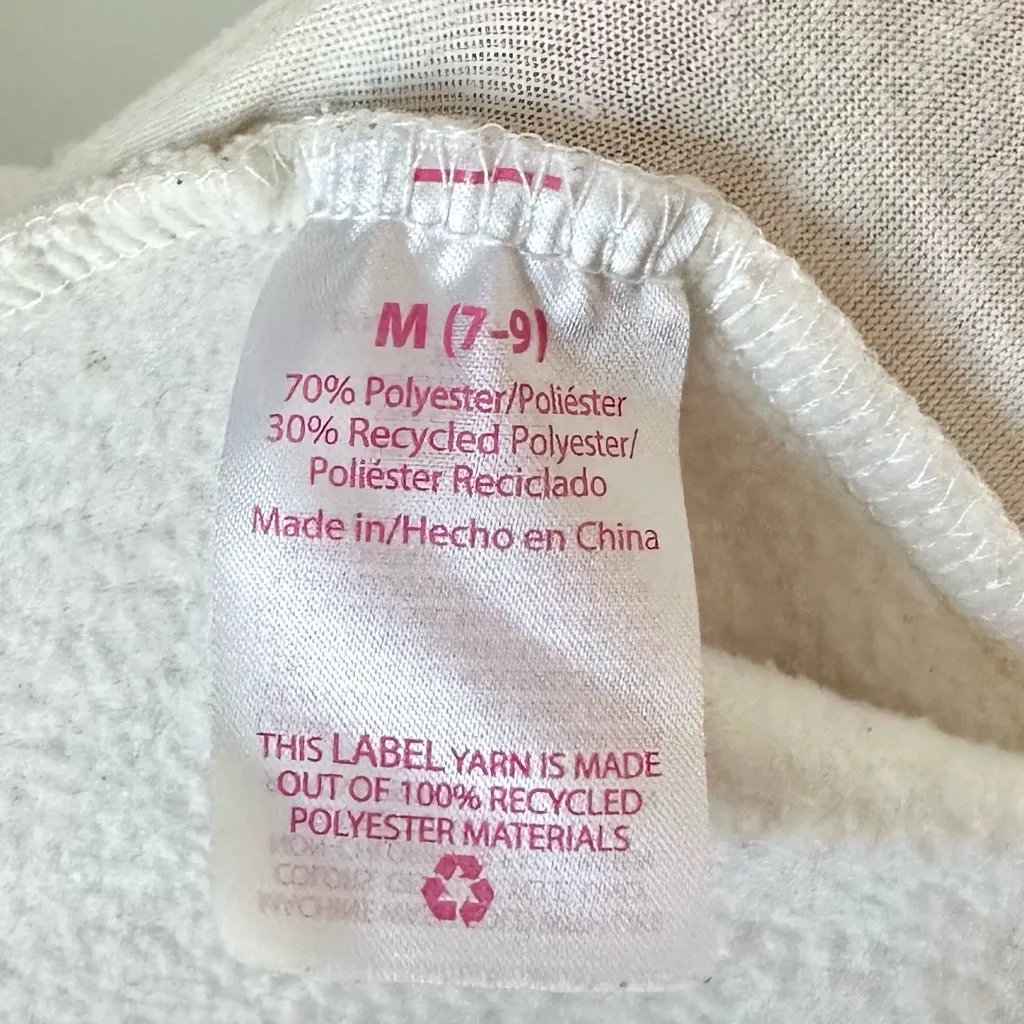 M (7-9)
70% Polyester/Poliéster
30% Recycled Polyester/
Poliéster Reciclado
Made in/Hecho en China
THIS LABEL YARN IS MADE
OUT OF 100% RECYCLED
POLYESTER MATERIALS